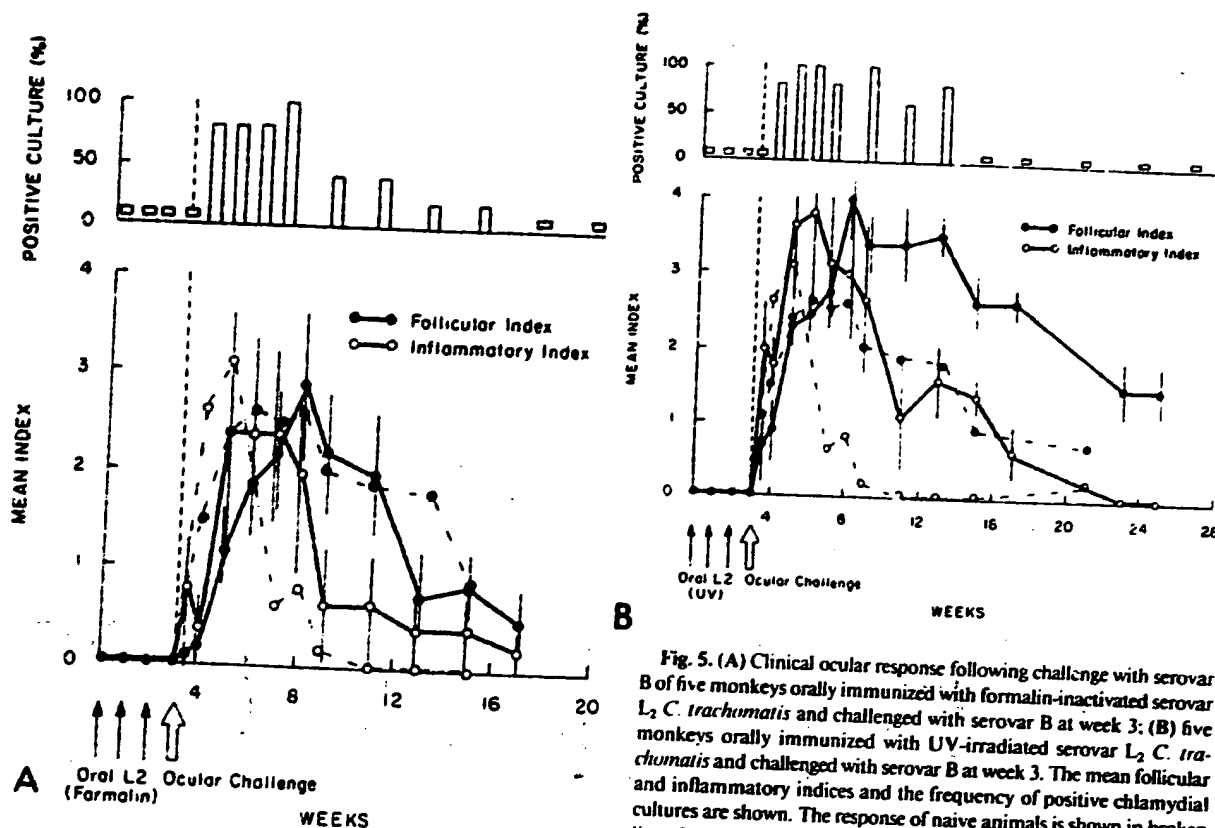 POSITIVE CULTURE (%)
100
50
0
4
3
2
1
0
MEAN INDEX
Follicular Index
Inflammatory Index
4
8
12
16
20
Oral L2 Ocular Challenge
(Formalin)
WEEKS
A
POSITIVE CULTURE (%)
100
50
0
4
3
2
1
0
MEAN INDEX
Follicular Index
Inflammatory Index
4
8
12
16
20
24
28
Oral L2 Ocular Challenge
(UV)
WEEKS
B
Fig. 5. (A) Clinical ocular response following challenge with serovar
B of five monkeys orally immunized with formalin-inactivated serovar
L₂ C. trachomatis and challenged with serovar B at week 3; (B) five
monkeys orally immunized with UV-irradiated serovar L₂ C. tra-
chomatis and challenged with serovar B at week 3. The mean follicular
and inflammatory indices and the frequency of positive chlamydial
cultures are shown. The response of naive animals is shown in broken